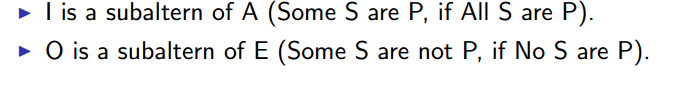 ▶ I is a subaltern of A (Some S are P, if All S are P).
▶ O is a subaltern of E (Some S are not P, if No S are P).